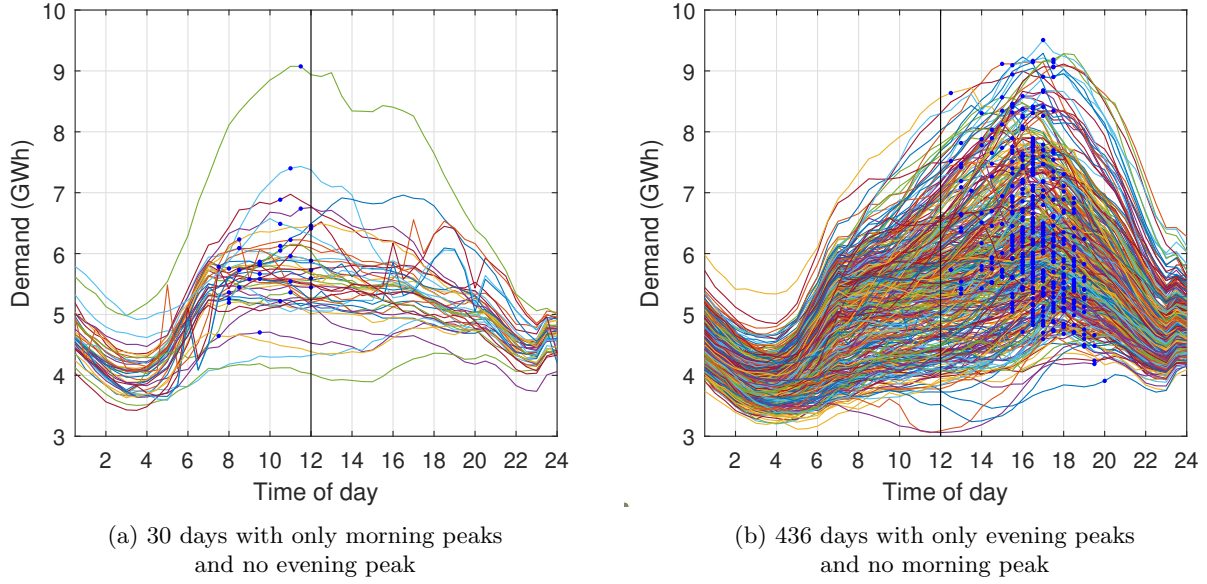 10
9
8
7
6
5
4
3
Demand (GWh)
2 4 6 8 10 12 14 16 18 20 22 24
Time of day
(a) 30 days with only morning peaks
and no evening peak
10
9
8
7
6
5
4
3
Demand (GWh)
2 4 6 8 10 12 14 16 18 20 22 24
Time of day
(b) 436 days with only evening peaks
and no morning peak